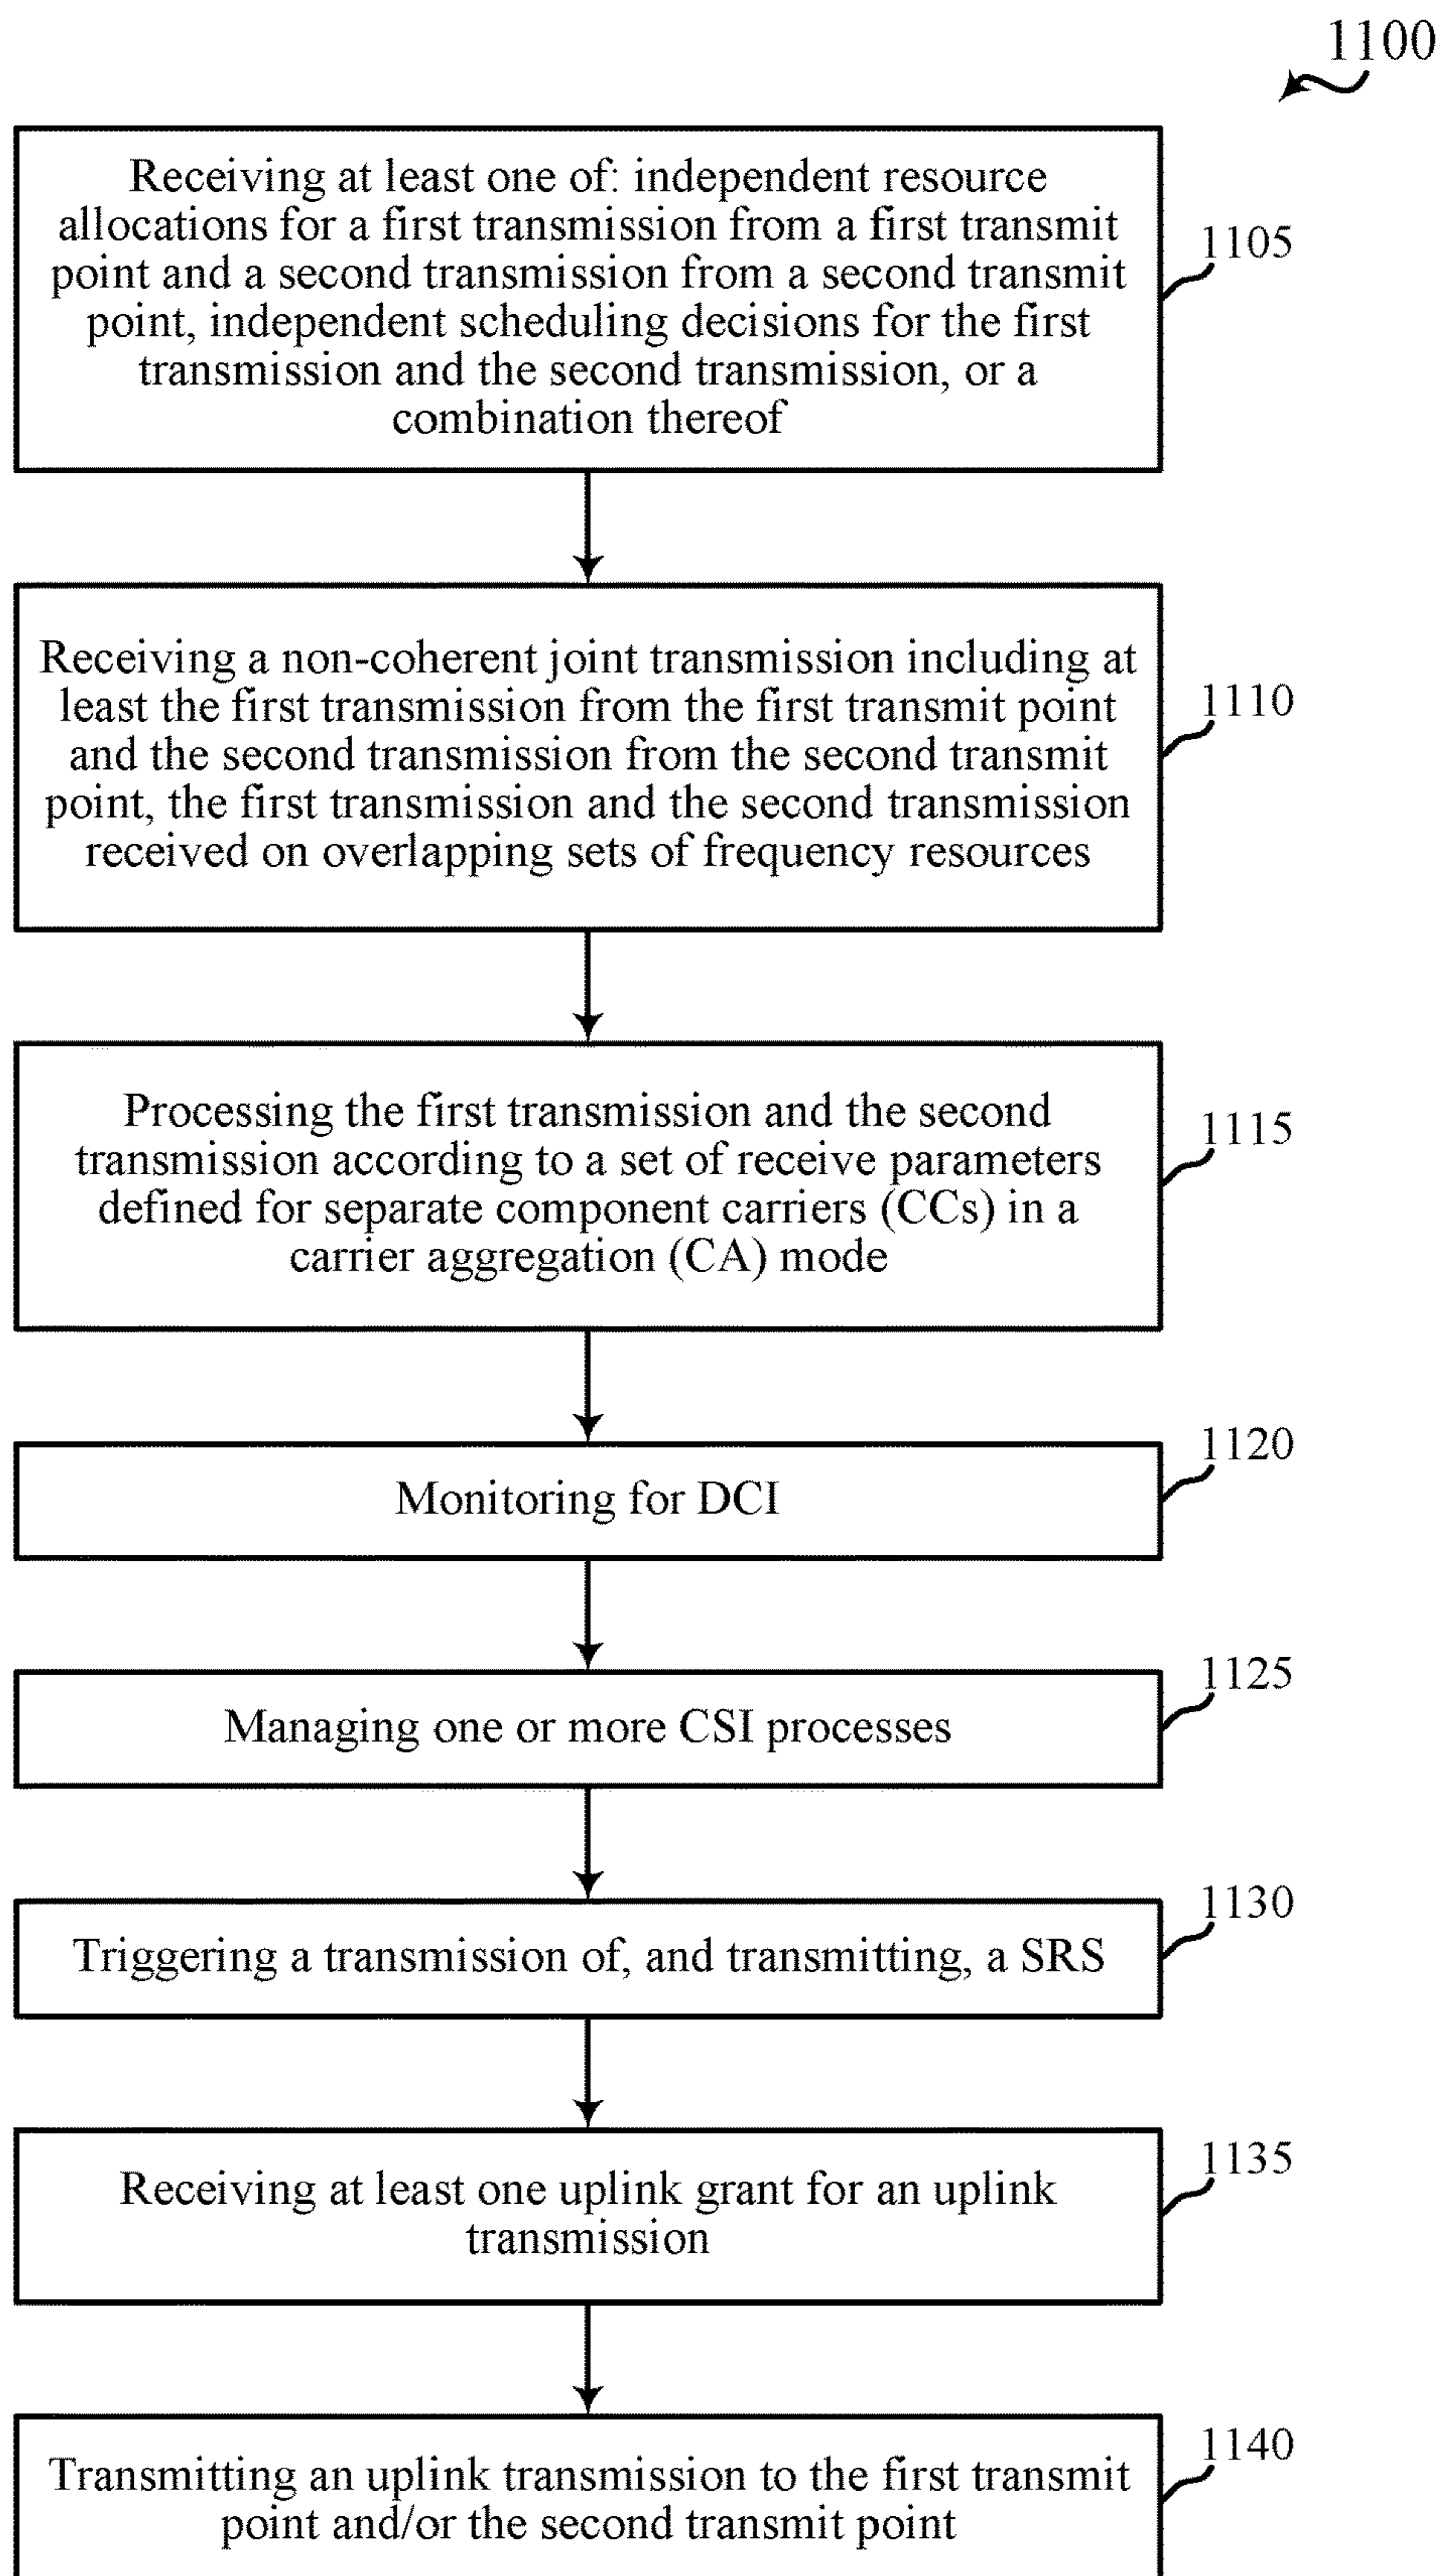 1100
Receiving at least one of: independent resource
allocations for a first transmission from a first transmit
point and a second transmission from a second transmit
point, independent scheduling decisions for the first
transmission and the second transmission, or a
combination thereof
1105
Receiving a non-coherent joint transmission including at
least the first transmission from the first transmit point
and the second transmission from the second transmit
point, the first transmission and the second transmission
received on overlapping sets of frequency resources
1110
Processing the first transmission and the second
transmission according to a set of receive parameters
defined for separate component carriers (CCs) in a
carrier aggregation (CA) mode
1115
Monitoring for DCI
1120
Managing one or more CSI processes
1125
Triggering a transmission of, and transmitting, a SRS
1130
Receiving at least one uplink grant for an uplink
transmission
1135
Transmitting an uplink transmission to the first transmit
point and/or the second transmit point
1140